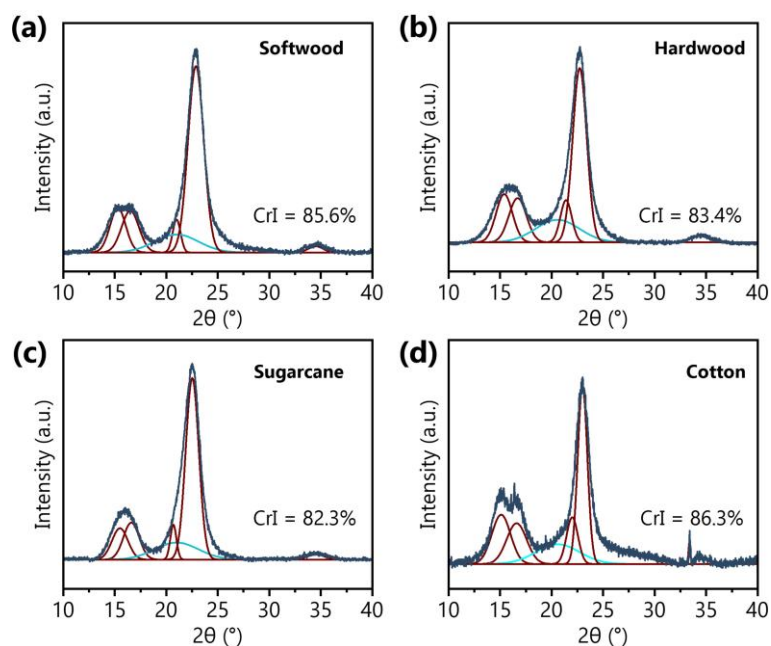 (a)
Softwood
Intensity (a.u.)
CrI = 85.6%
10 15 20 25 30 35 40
2θ (°)
(b)
Hardwood
Intensity (a.u.)
CrI = 83.4%
10 15 20 25 30 35 40
2θ (°)
(c)
Sugarcane
Intensity (a.u.)
CrI = 82.3%
10 15 20 25 30 35 40
2θ (°)
(d)
Cotton
Intensity (a.u.)
CrI = 86.3%
10 15 20 25 30 35 40
2θ (°)